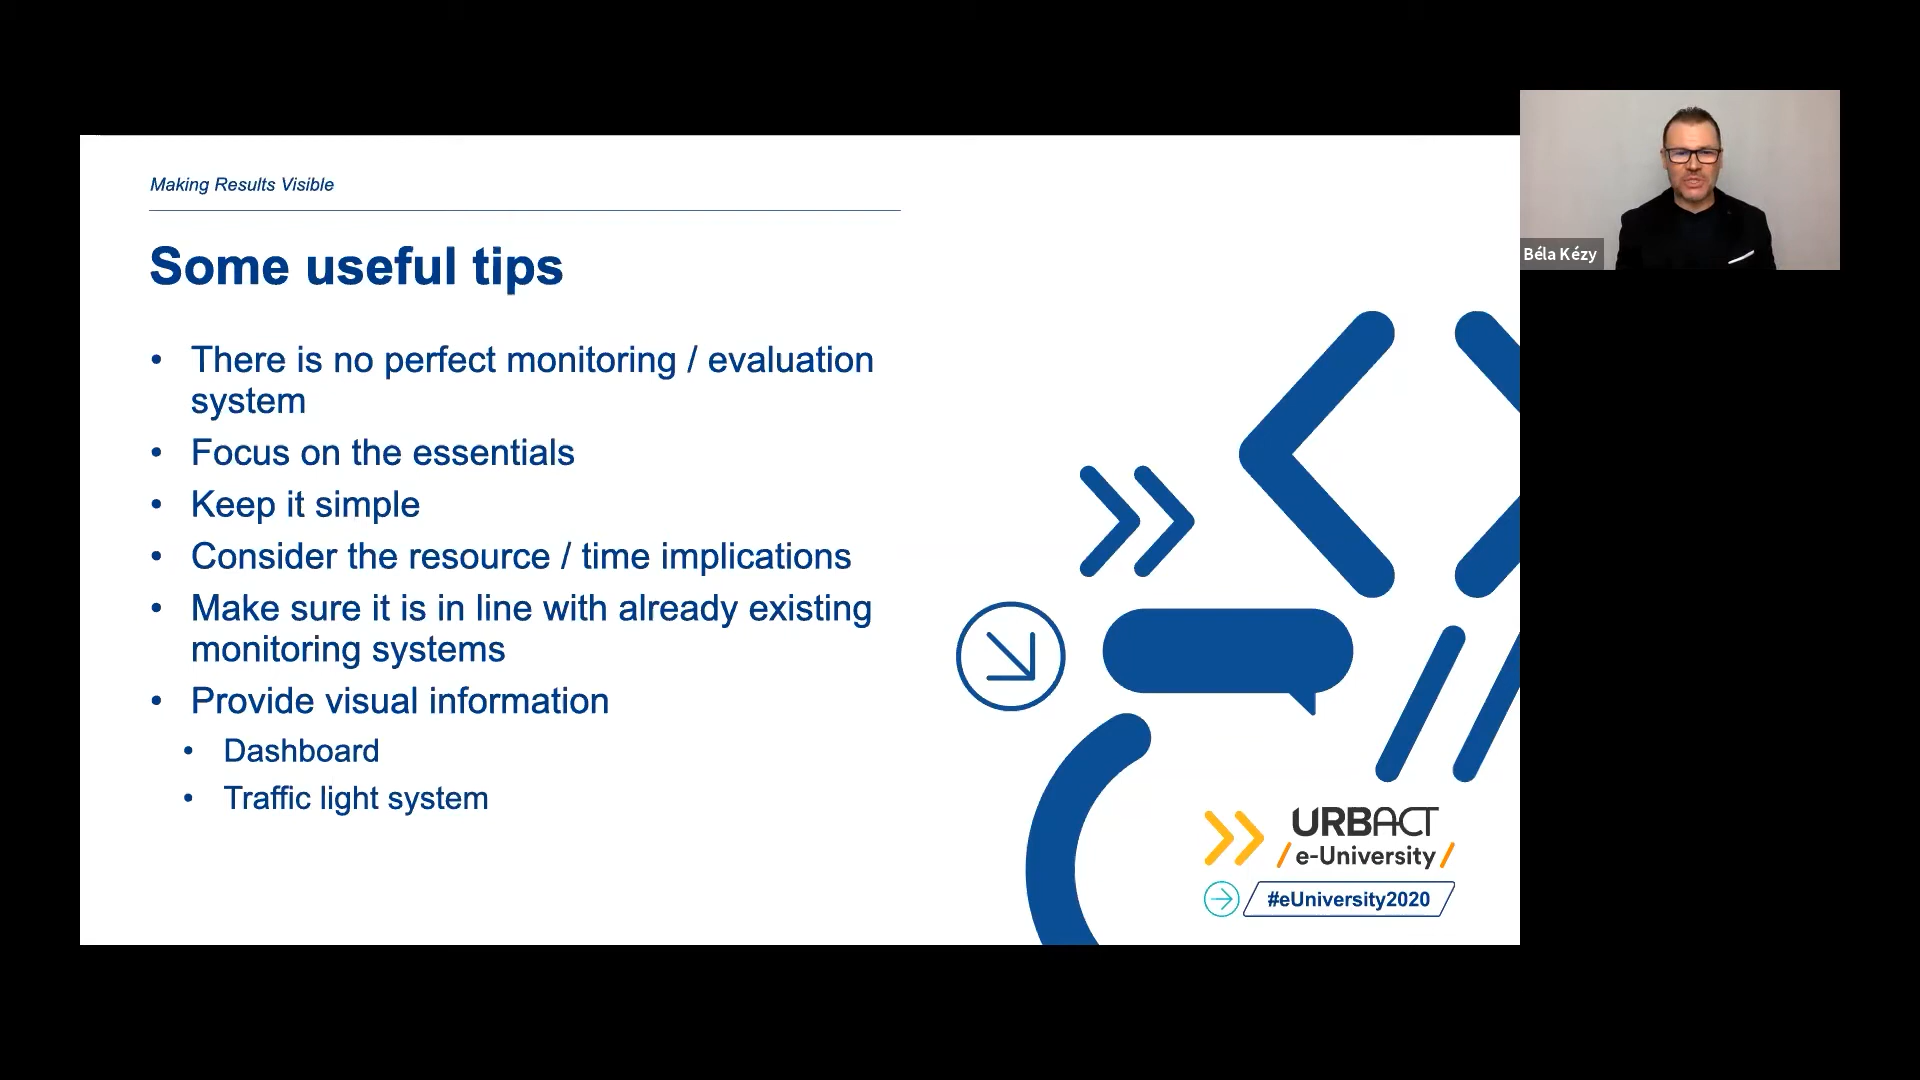 Making Results Visible
Some useful tips
• There is no perfect monitoring / evaluation
system
• Focus on the essentials
• Keep it simple
• Consider the resource / time implications
• Make sure it is in line with already existing
monitoring systems
• Provide visual information
• Dashboard
• Traffic light system
URBACT
/ e-University /
#eUniversity2020
Béla Kézy